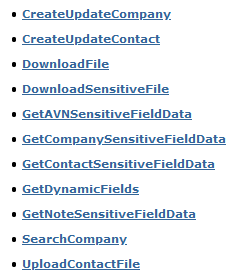 CreateUpdateCompany
CreateUpdateContact
DownloadFile
DownloadSensitiveFile
GetAVNSensitiveFieldData
GetCompanySensitiveFieldData
GetContactSensitiveFieldData
GetDynamicFields
GetNoteSensitiveFieldData
SearchCompany
UploadContactFile